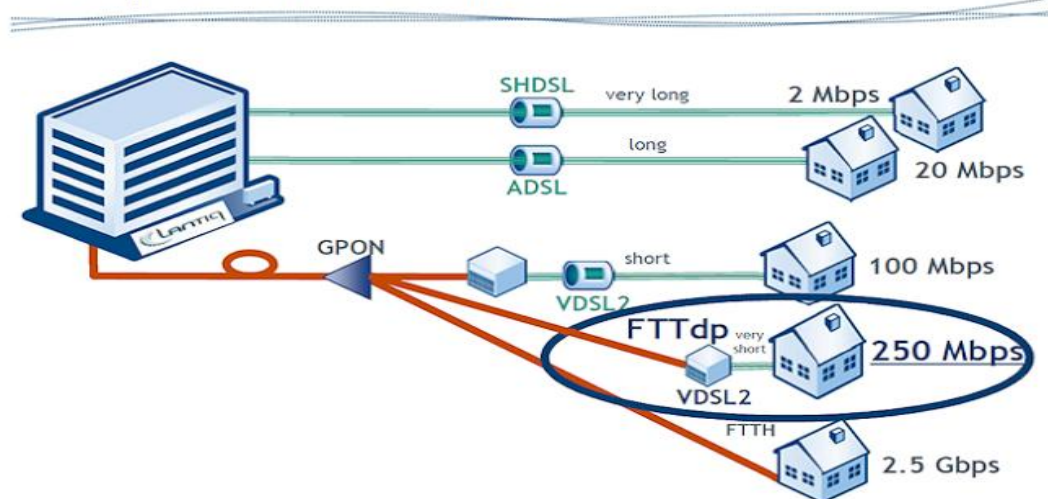 SHDSL very long 2 Mbps
long
ADSL 20 Mbps
Lantiq
GPON
short 100 Mbps
VDSL2
FTTdp very short 250 Mbps
VDSL2
FTTH
2.5 Gbps